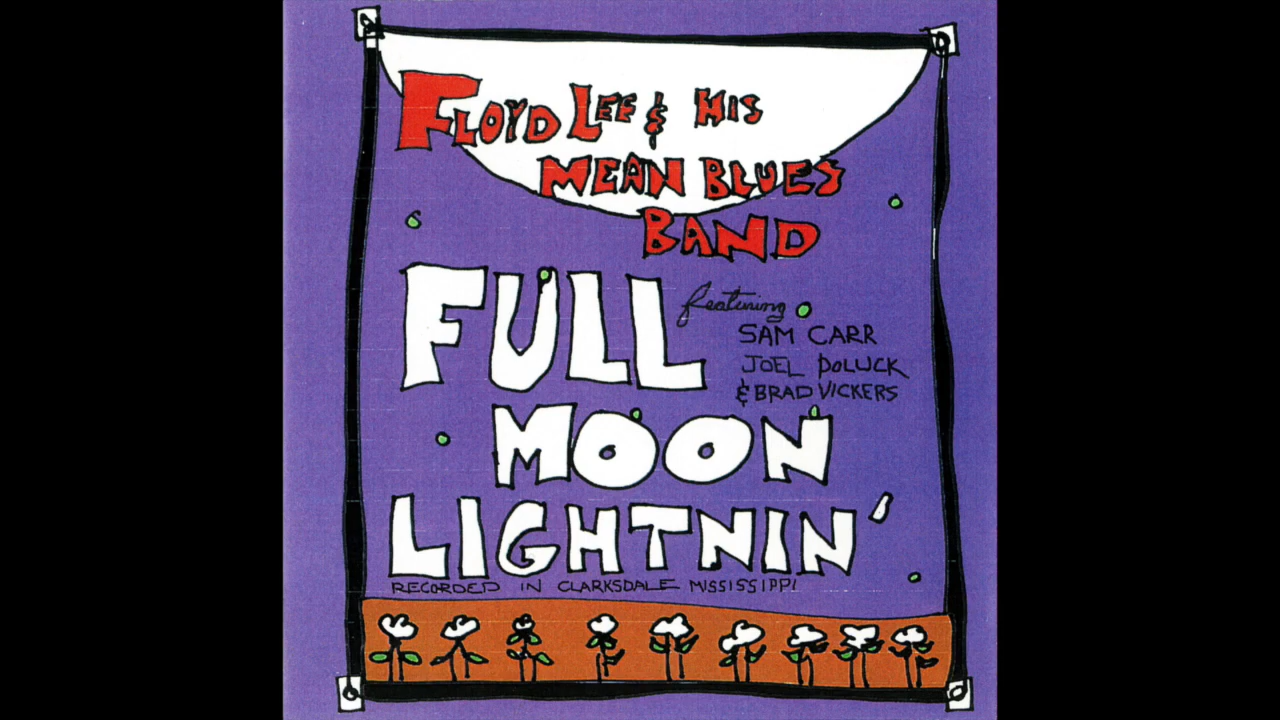 FLOYD LEE & HIS
MEAN BLUES
BAND
FULL
featuring
SAM CARR
JOEL POLUCK
& BRAD VICKERS
MOON
LIGHTNIN'
RECORDED IN CLARKSDALE MISSISSIPPI